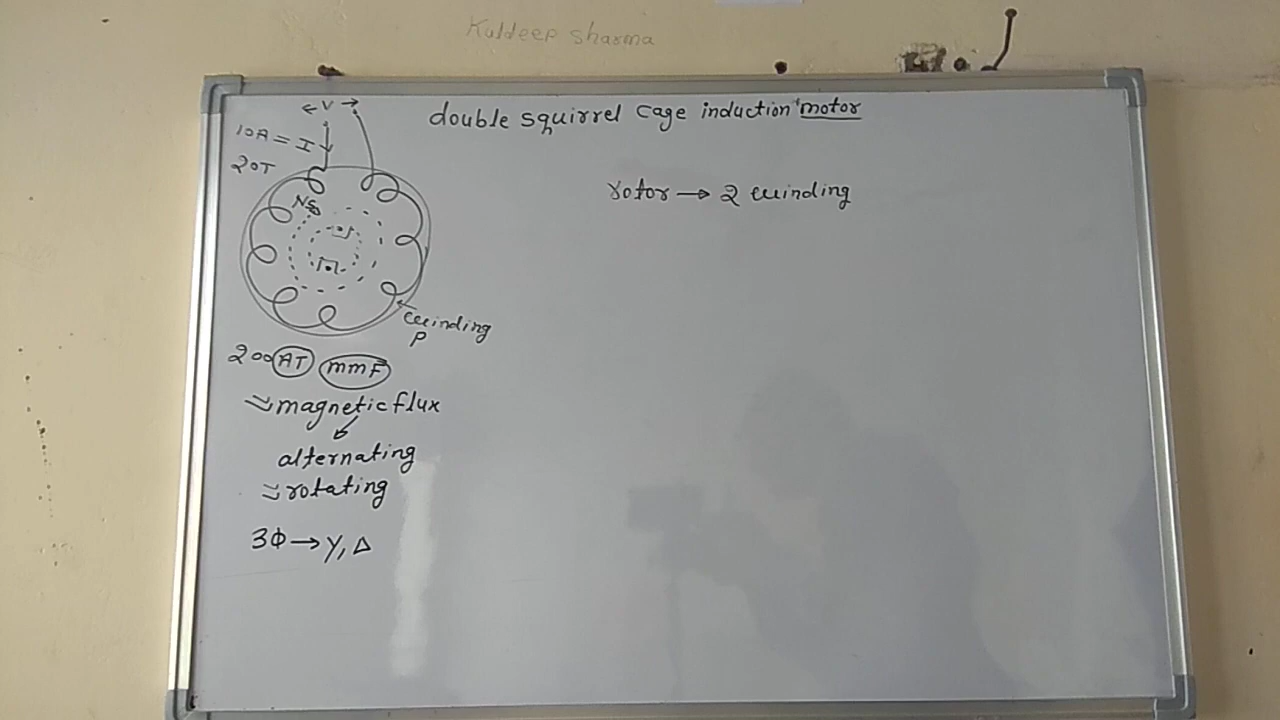 Kuldeep sharma
double squirrel cage induction motor
← V →
10A = I
20T
NS
rotor → 2 winding
winding
P
200 AT mmF
magnetic flux
alternating
rotating
3Φ → Y, Δ